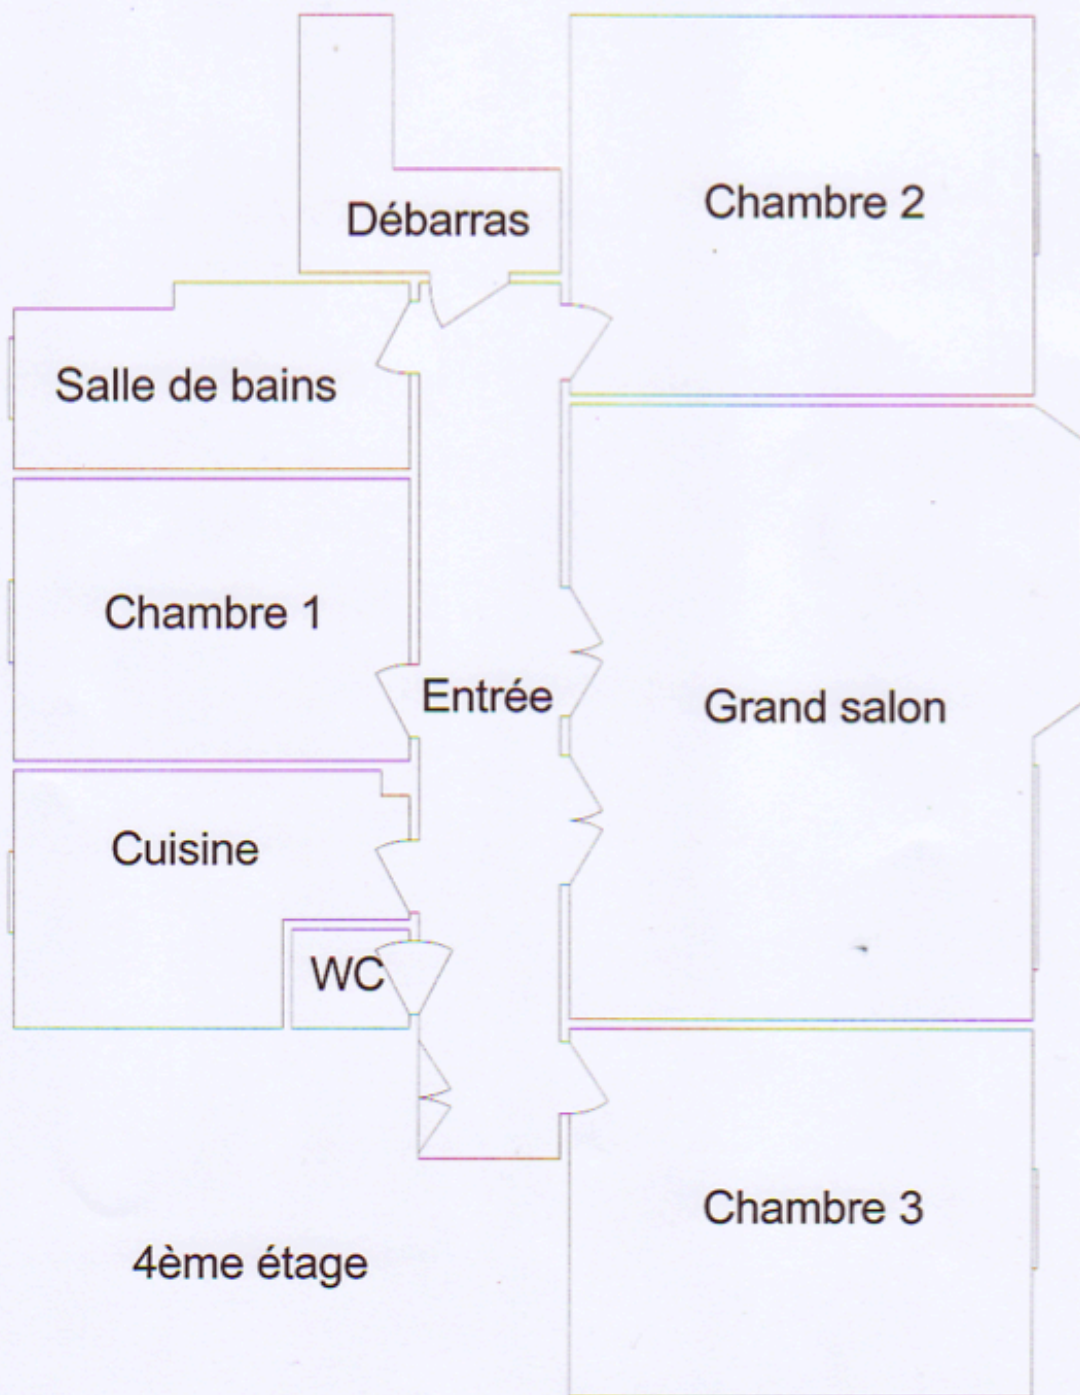 Chambre 2
Débarras
Salle de bains
Chambre 1
Entrée
Grand salon
Cuisine
WC
Chambre 3
4ème étage